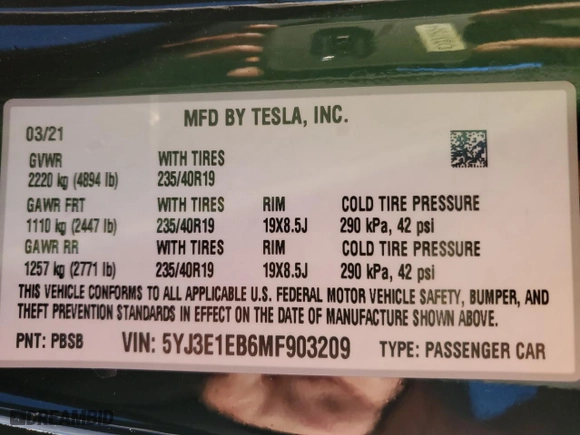 MFD BY TESLA, INC.
03/21
GVWR WITH TIRES
2220 kg (4894 lb) 235/40R19
GAWR FRT WITH TIRES RIM COLD TIRE PRESSURE
1110 kg (2447 lb) 235/40R19 19X8.5J 290 kPa, 42 psi
GAWR RR WITH TIRES RIM COLD TIRE PRESSURE
1257 kg (2771 lb) 235/40R19 19X8.5J 290 kPa, 42 psi
THIS VEHICLE CONFORMS TO ALL APPLICABLE U.S. FEDERAL MOTOR VEHICLE SAFETY, BUMPER, AND
THEFT PREVENTION STANDARDS IN EFFECT ON THE DATE OF MANUFACTURE SHOWN ABOVE.
PNT: PBSB VIN: 5YJ3E1EB6MF903209 TYPE: PASSENGER CAR
DREAMBID